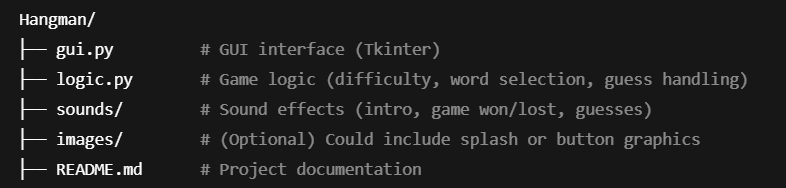 Hangman/
├── gui.py        # GUI interface (Tkinter)
├── logic.py      # Game logic (difficulty, word selection, guess handling)
├── sounds/       # Sound effects (intro, game won/lost, guesses)
├── images/       # (Optional) Could include splash or button graphics
├── README.md     # Project documentation